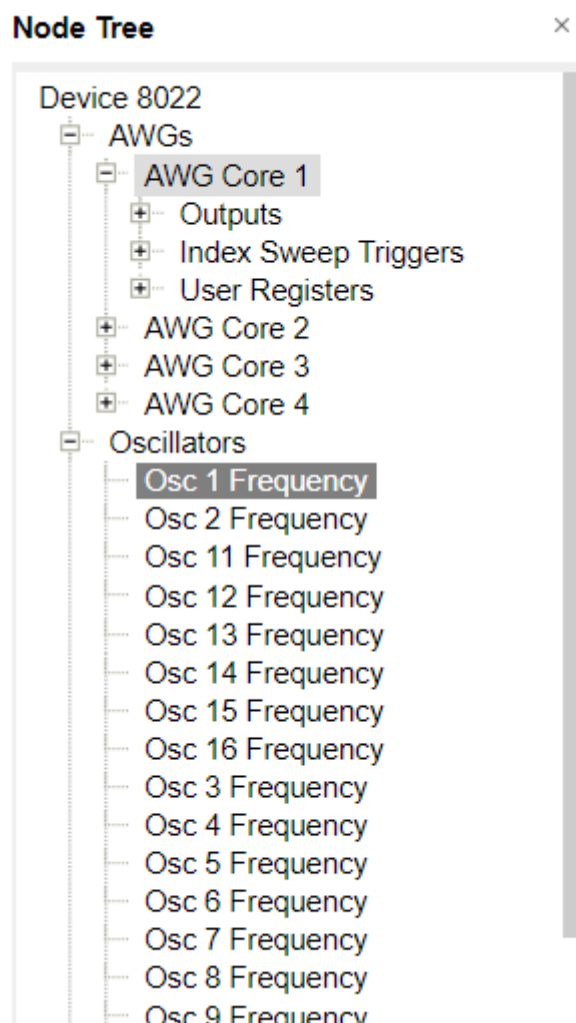 Node Tree ×
Device 8022
AWGs
AWG Core 1
Outputs
Index Sweep Triggers
User Registers
AWG Core 2
AWG Core 3
AWG Core 4
Oscillators
Osc 1 Frequency
Osc 2 Frequency
Osc 11 Frequency
Osc 12 Frequency
Osc 13 Frequency
Osc 14 Frequency
Osc 15 Frequency
Osc 16 Frequency
Osc 3 Frequency
Osc 4 Frequency
Osc 5 Frequency
Osc 6 Frequency
Osc 7 Frequency
Osc 8 Frequency
Osc 9 Frequency